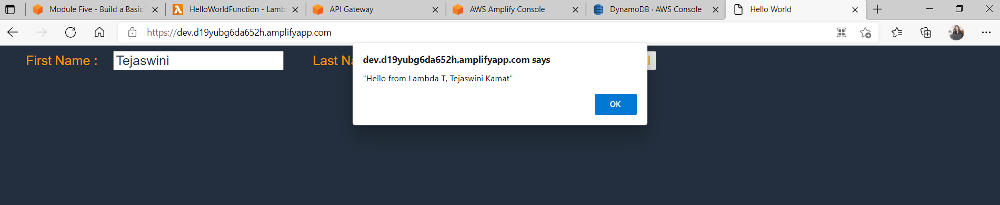 Module Five - Build a Basic
HelloWorldFunction - Lamb
API Gateway
AWS Amplify Console
DynamoDB · AWS Console
Hello World
https://dev.d19yubg6da652h.amplifyapp.com
First Name :
Tejaswini
Last Na
dev.d19yubg6da652h.amplifyapp.com says
"Hello from Lambda T, Tejaswini Kamat"
OK